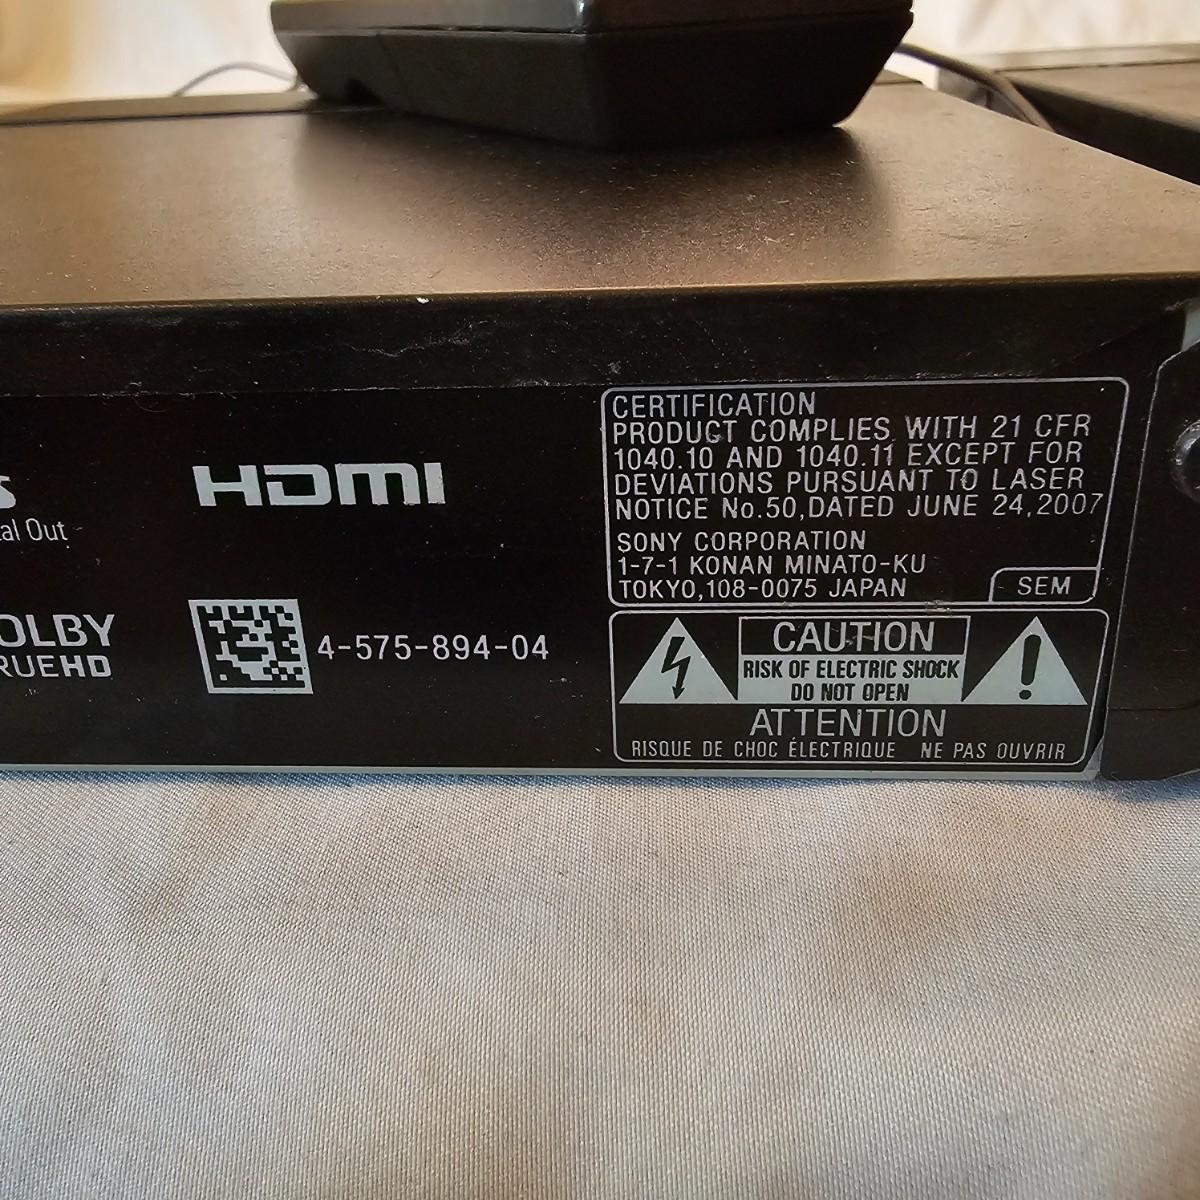 HDMI
al Out
OLBY
RUEHD
4-575-894-04
CERTIFICATION
PRODUCT COMPLIES WITH 21 CFR
1040.10 AND 1040.11 EXCEPT FOR
DEVIATIONS PURSUANT TO LASER
NOTICE No.50,DATED JUNE 24,2007
SONY CORPORATION
1-7-1 KONAN MINATO-KU
TOKYO,108-0075 JAPAN
SEM
CAUTION
RISK OF ELECTRIC SHOCK
DO NOT OPEN
ATTENTION
RISQUE DE CHOC ÉLECTRIQUE NE PAS OUVRIR